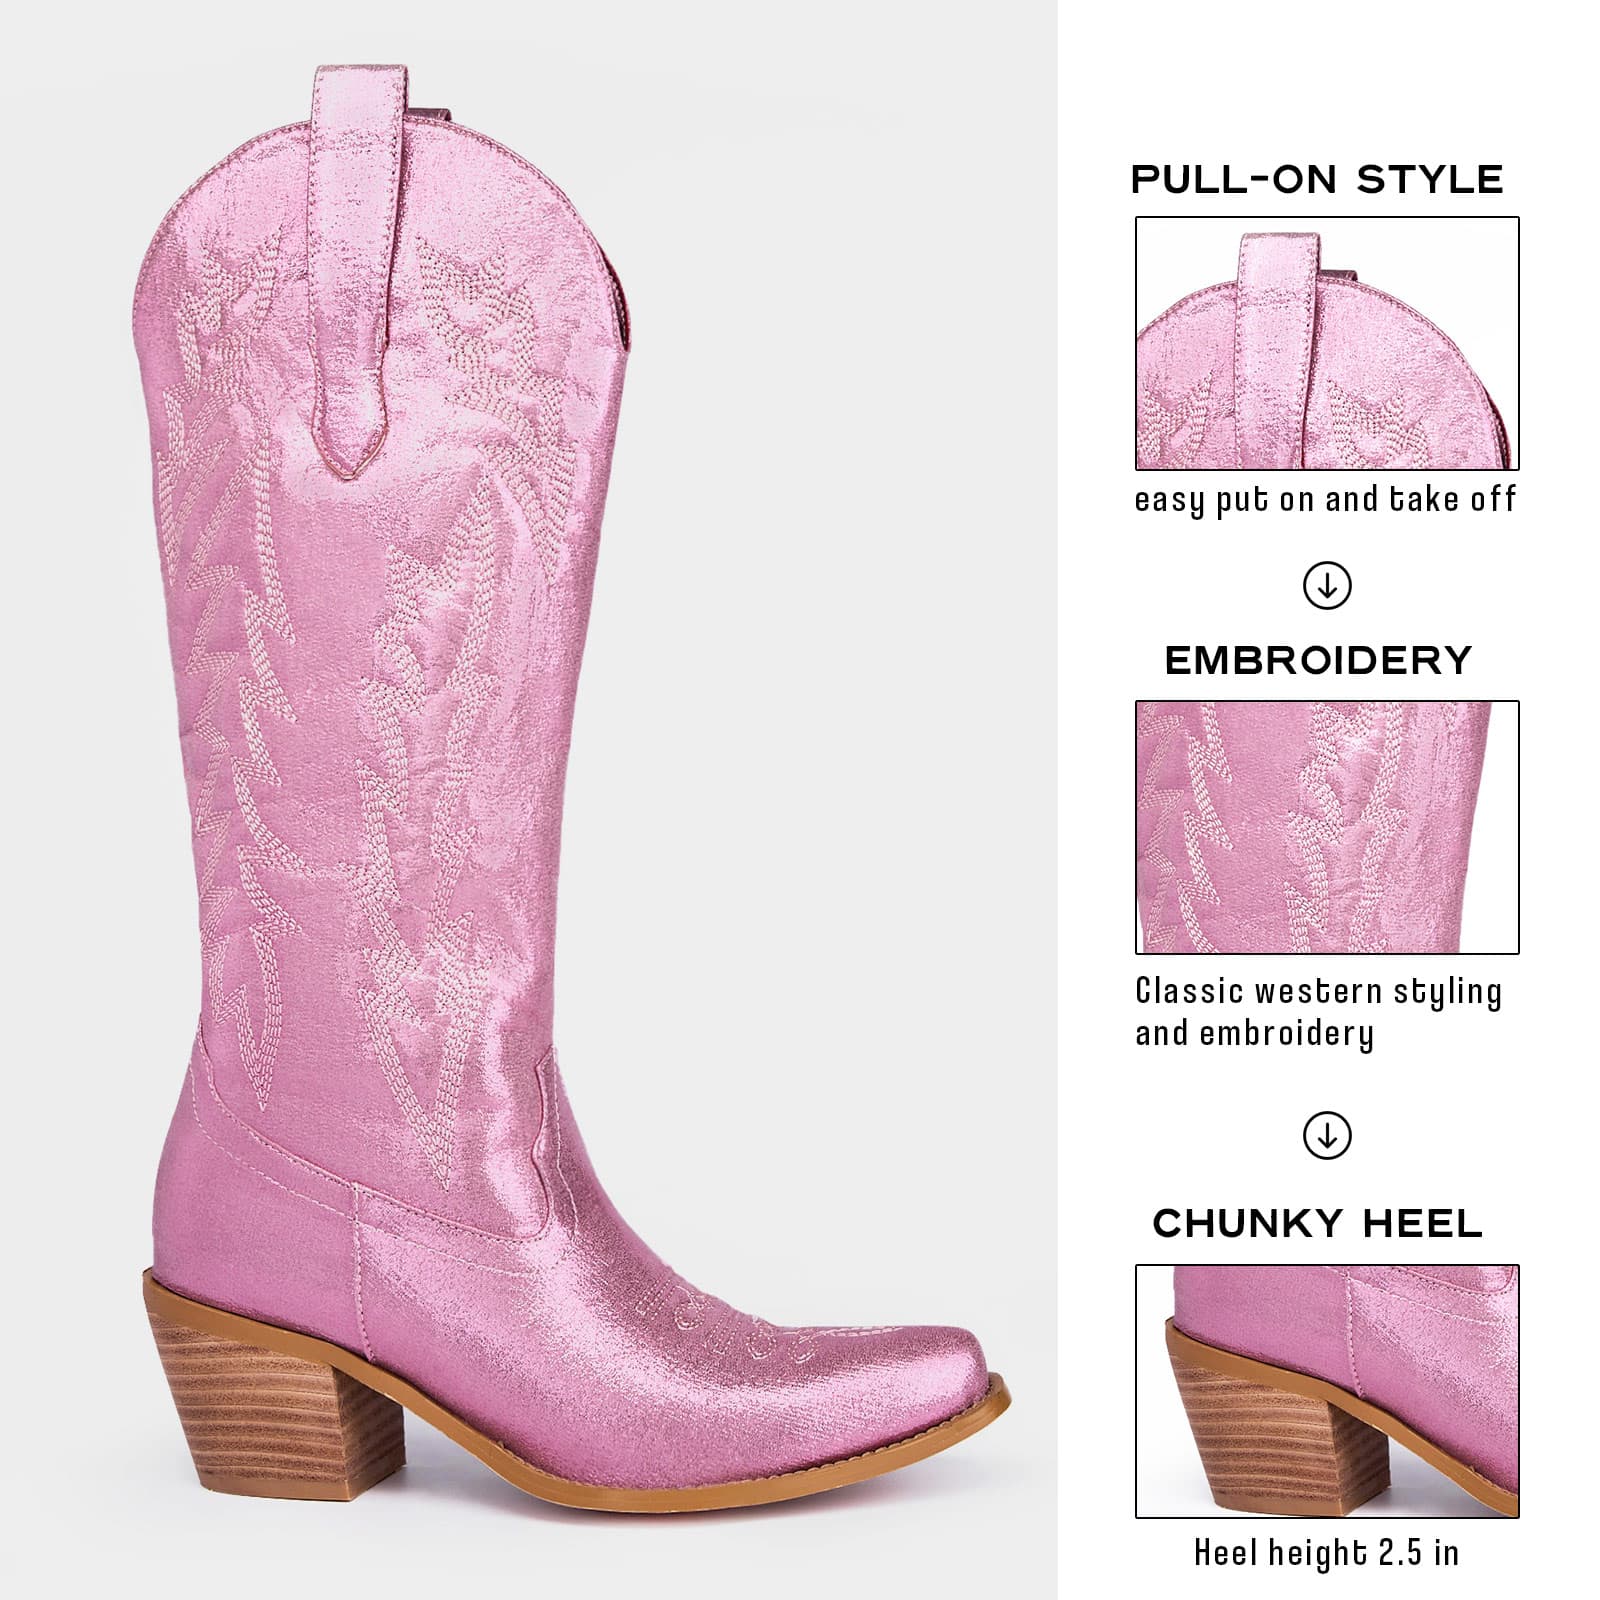 PULL-ON STYLE
easy put on and take off
EMBROIDERY
Classic western styling
and embroidery
CHUNKY HEEL
Heel height 2.5 in